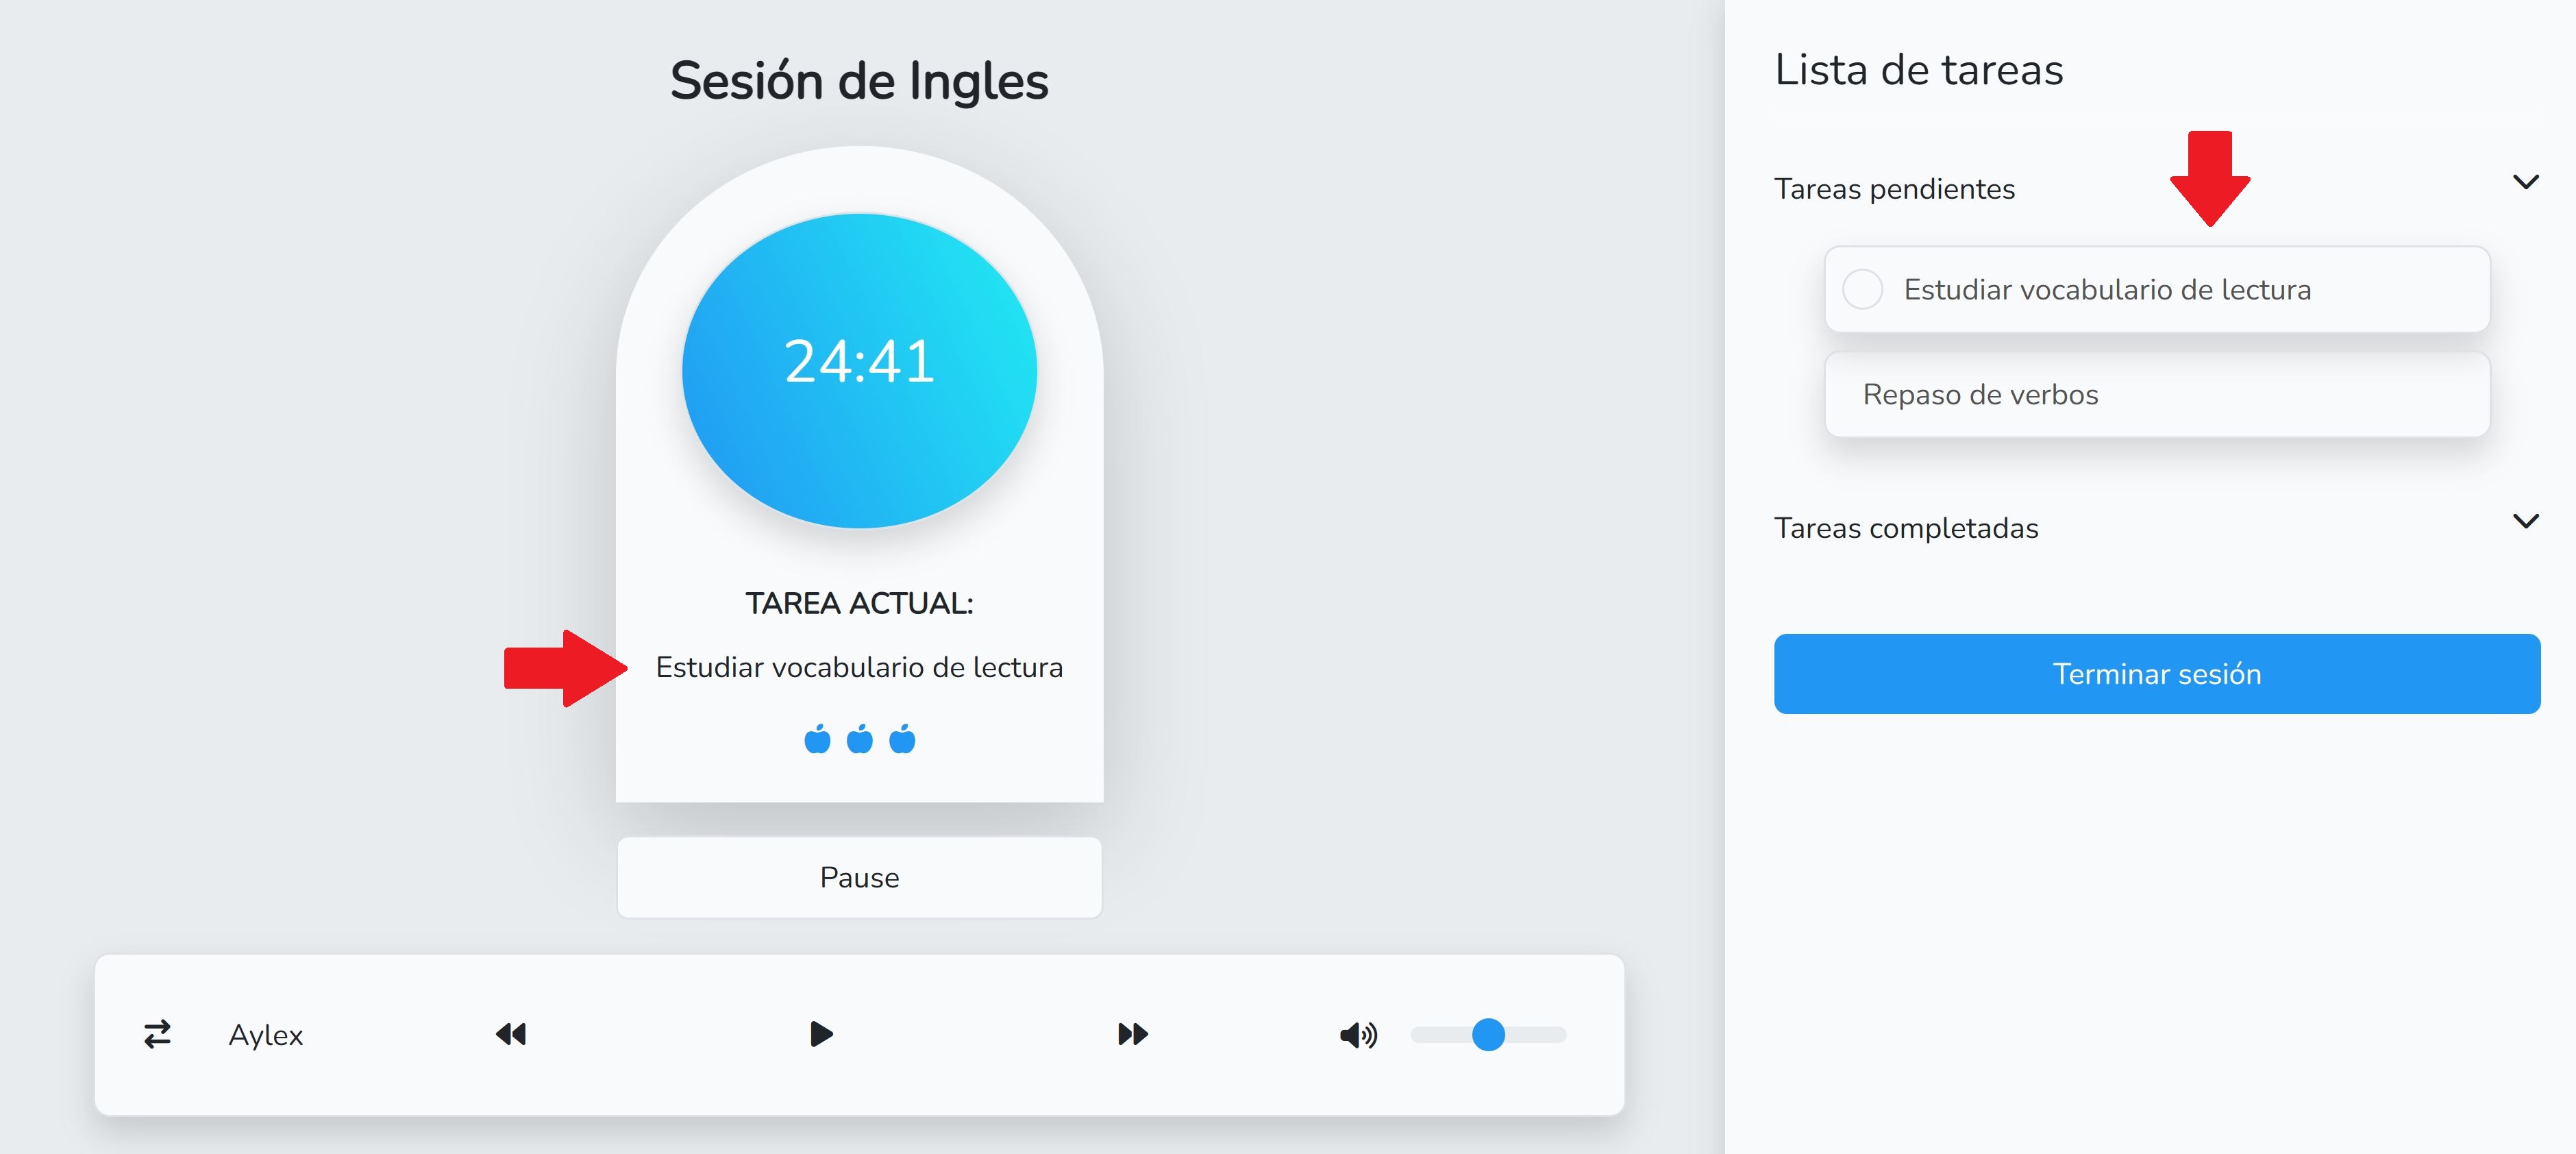 Sesión de Ingles
24:41
TAREA ACTUAL:
Estudiar vocabulario de lectura
Pause
Aylex
Lista de tareas
Tareas pendientes
Estudiar vocabulario de lectura
Repaso de verbos
Tareas completadas
Terminar sesión